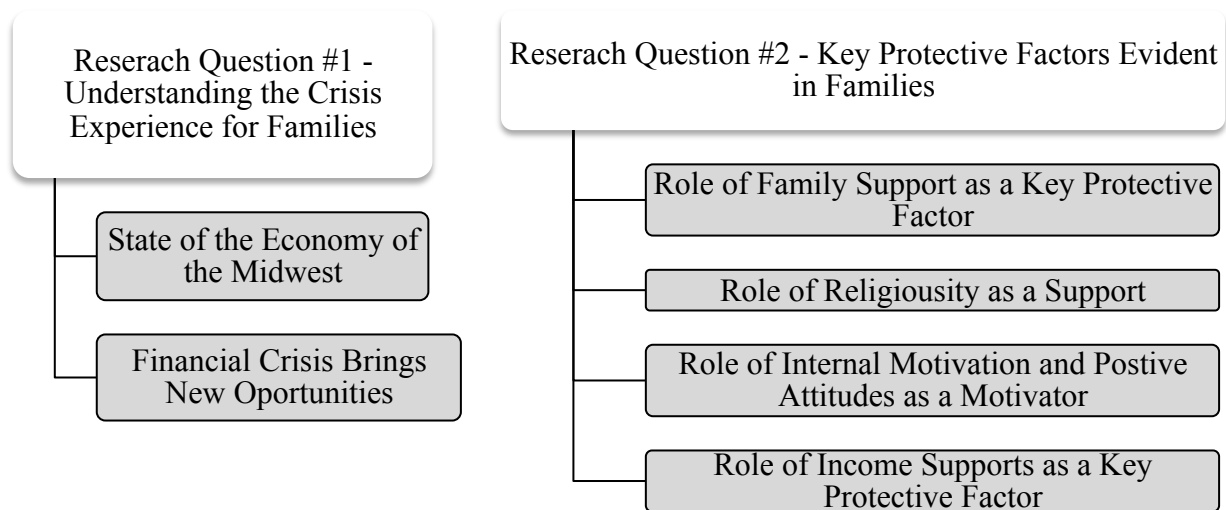 Reserach Question #1 -
Understanding the Crisis
Experience for Families
State of the Economy of
the Midwest
Financial Crisis Brings
New Oportunities
Reserach Question #2 - Key Protective Factors Evident
in Families
Role of Family Support as a Key Protective
Factor
Role of Religiousity as a Support
Role of Internal Motivation and Postive
Attitudes as a Motivator
Role of Income Supports as a Key
Protective Factor